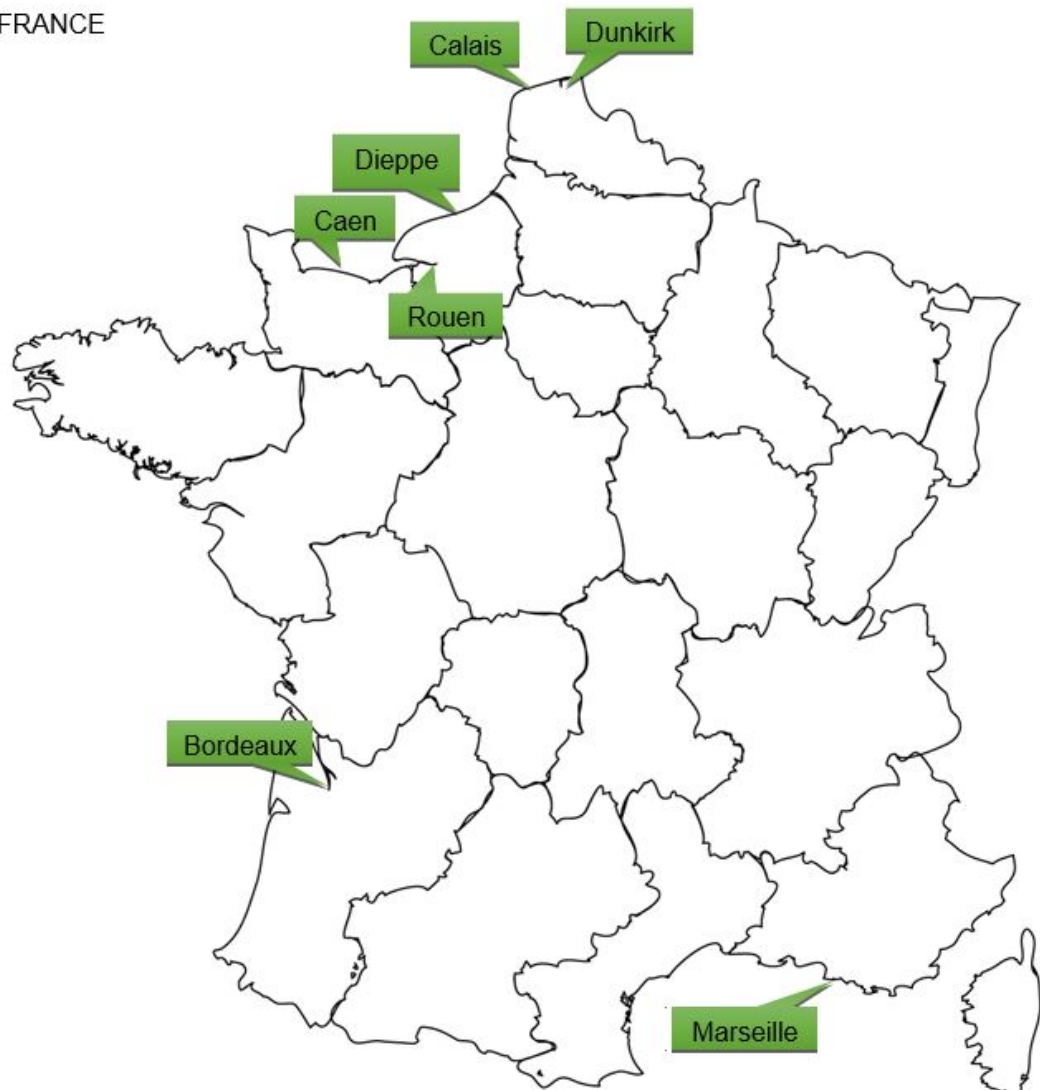 FRANCE
Dunkirk
Calais
Dieppe
Caen
Rouen
Bordeaux
Marseille